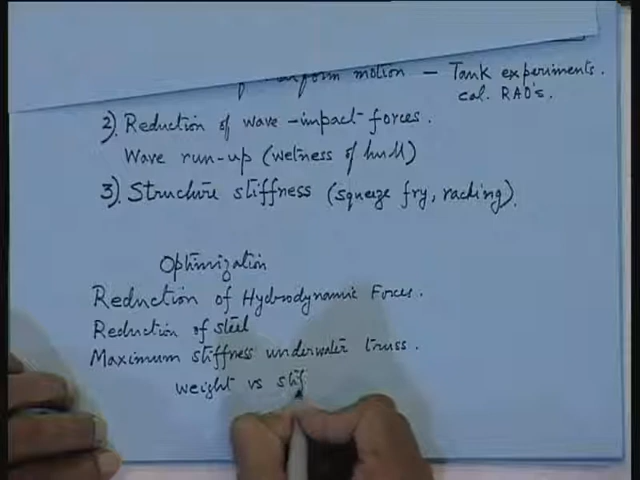 motion – Tank experiments.
cal. RAO's.
2). Reduction of wave-impact forces.
Wave run-up (wetness of hull)
3). Structure stiffness (squeeze fry, racking).
Optimization
Reduction of Hydrodynamic Forces.
Reduction of steel
Maximum stiffness underwater truss.
weight vs stif